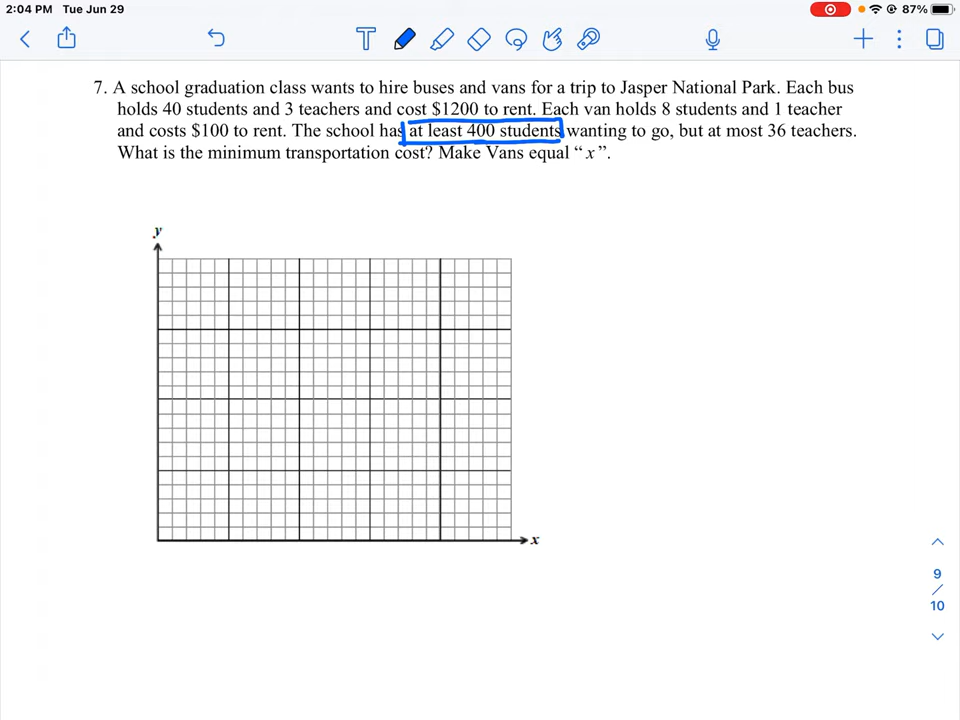 2:04 PM Tue Jun 29 87%
T
7. A school graduation class wants to hire buses and vans for a trip to Jasper National Park. Each bus
holds 40 students and 3 teachers and cost $1200 to rent. Each van holds 8 students and 1 teacher
and costs $100 to rent. The school has at least 400 students wanting to go, but at most 36 teachers.
What is the minimum transportation cost? Make Vans equal “ x ”.
y
x
9
/
10